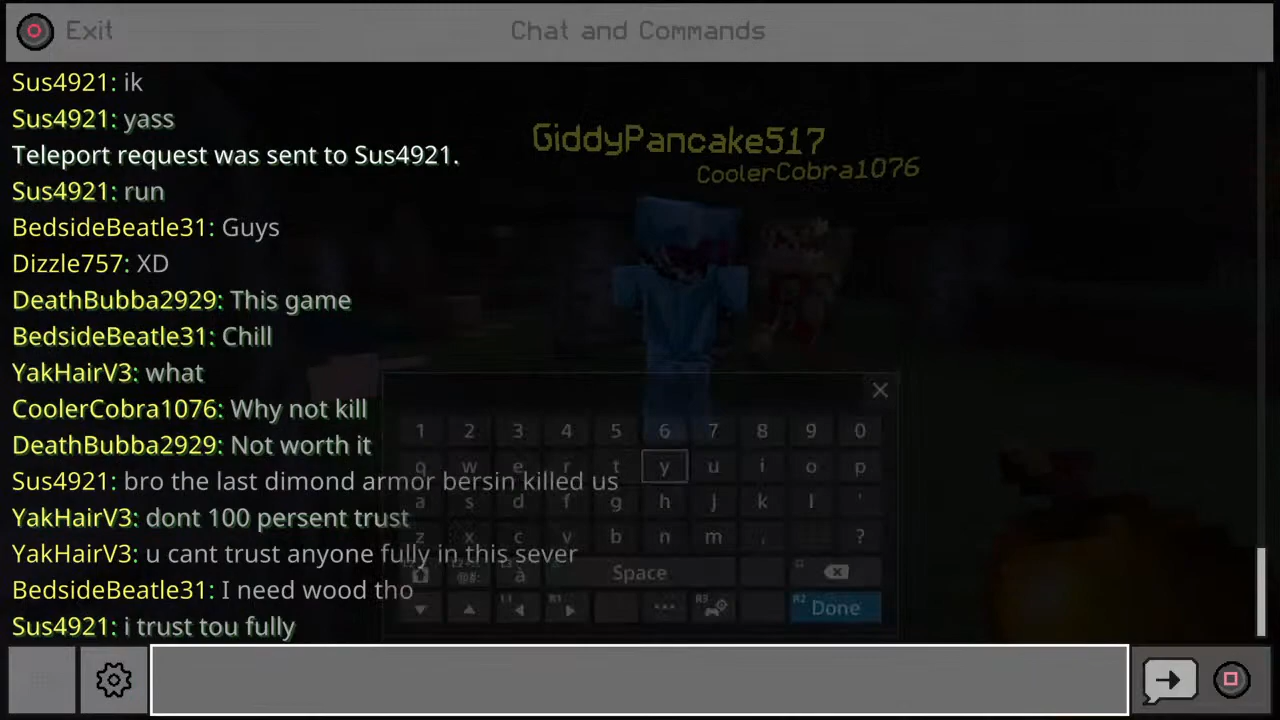 Exit
Chat and Commands
Sus4921: ik
Sus4921: yass
Teleport request was sent to Sus4921.
Sus4921: run
BedsideBeatle31: Guys
Dizzle757: XD
DeathBubba2929: This game
BedsideBeatle31: Chill
YakHairV3: what
CoolerCobra1076: Why not kill
DeathBubba2929: Not worth it
Sus4921: bro the last dimond armor bersin killed us
YakHairV3: dont 100 persent trust
YakHairV3: u cant trust anyone fully in this sever
BedsideBeatle31: I need wood tho
Sus4921: i trust tou fully
GiddyPancake517
CoolerCobra1076
1 2 3 4 5 6 7 8 9 0
q w e r t y u i o p
a s d f g h j k l '
z x c v b n m , ?
@#: à Space
L1 R1 ... R3 R2 Done